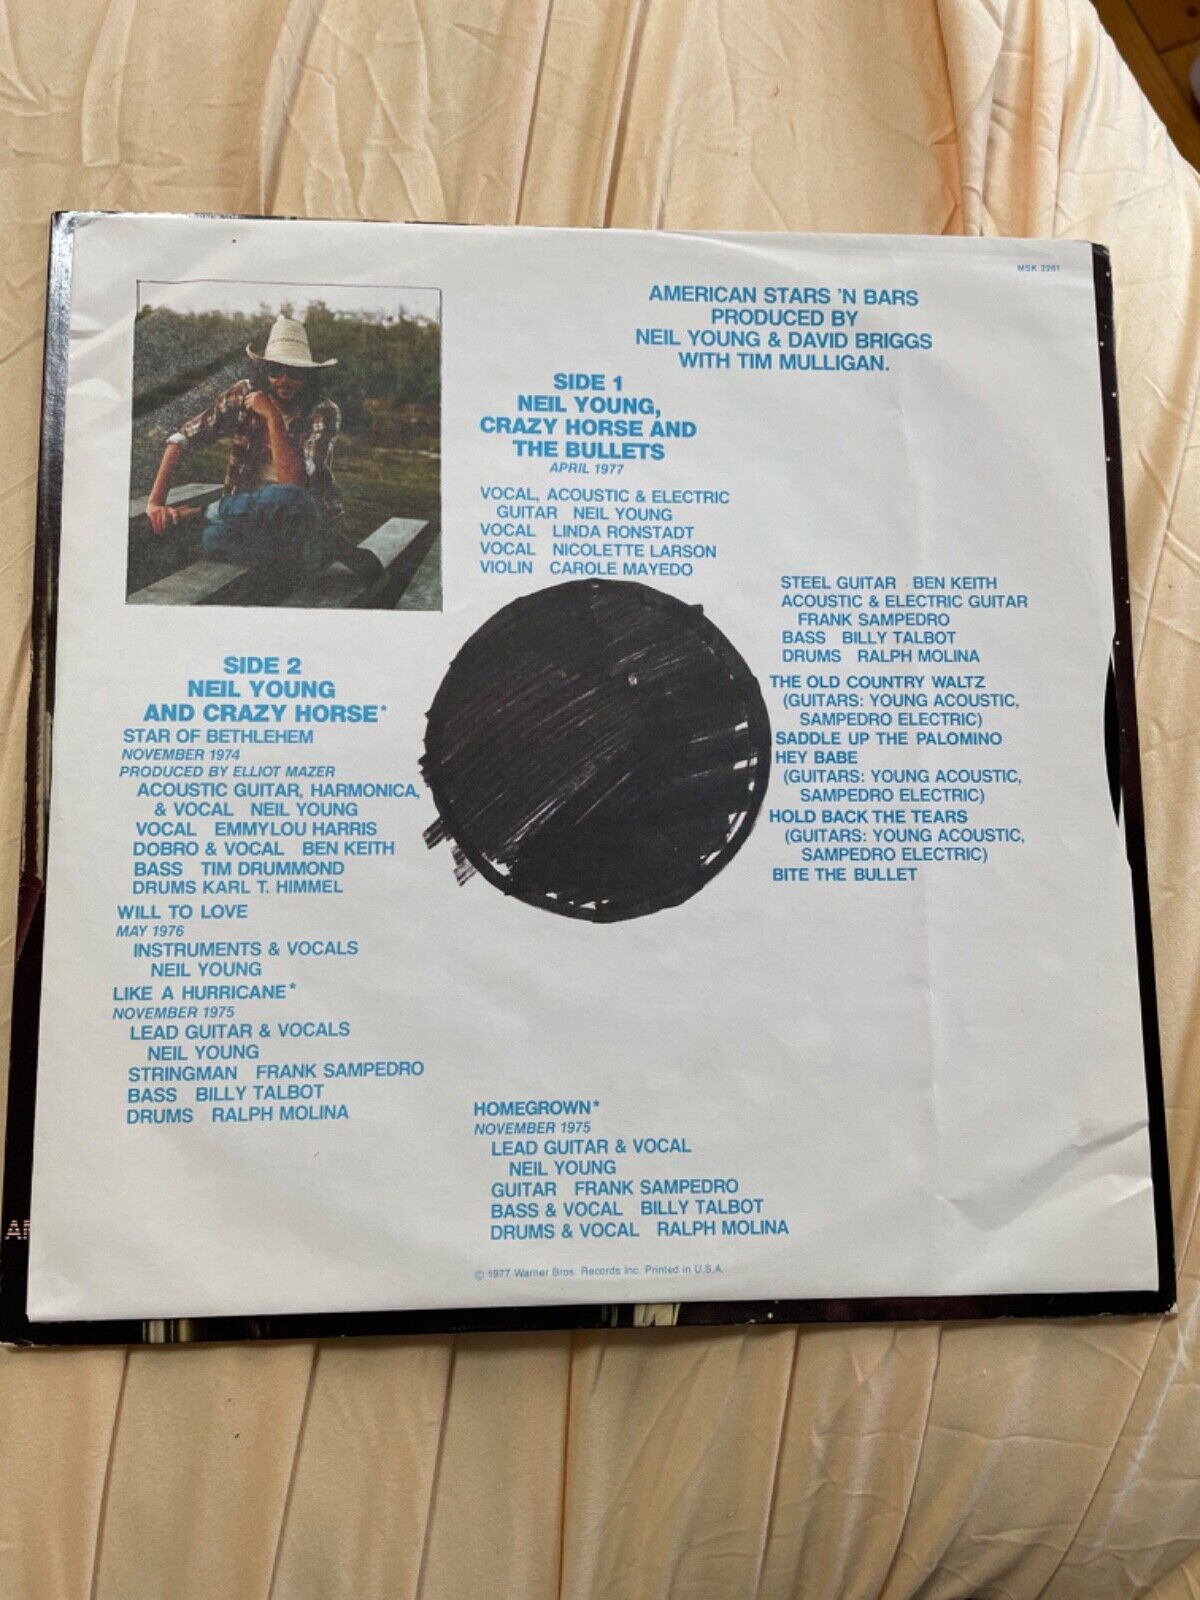 MSK 2261
AMERICAN STARS 'N BARS
PRODUCED BY
NEIL YOUNG & DAVID BRIGGS
WITH TIM MULLIGAN.
SIDE 1
NEIL YOUNG,
CRAZY HORSE AND
THE BULLETS
APRIL 1977
VOCAL, ACOUSTIC & ELECTRIC
GUITAR NEIL YOUNG
VOCAL LINDA RONSTADT
VOCAL NICOLETTE LARSON
VIOLIN CAROLE MAYEDO
STEEL GUITAR BEN KEITH
ACOUSTIC & ELECTRIC GUITAR
FRANK SAMPEDRO
BASS BILLY TALBOT
DRUMS RALPH MOLINA
THE OLD COUNTRY WALTZ
(GUITARS: YOUNG ACOUSTIC,
SAMPEDRO ELECTRIC)
SADDLE UP THE PALOMINO
HEY BABE
(GUITARS: YOUNG ACOUSTIC,
SAMPEDRO ELECTRIC)
HOLD BACK THE TEARS
(GUITARS: YOUNG ACOUSTIC,
SAMPEDRO ELECTRIC)
BITE THE BULLET
SIDE 2
NEIL YOUNG
AND CRAZY HORSE*
STAR OF BETHLEHEM
NOVEMBER 1974
PRODUCED BY ELLIOT MAZER
ACOUSTIC GUITAR, HARMONICA,
& VOCAL NEIL YOUNG
VOCAL EMMYLOU HARRIS
DOBRO & VOCAL BEN KEITH
BASS TIM DRUMMOND
DRUMS KARL T. HIMMEL
WILL TO LOVE
MAY 1976
INSTRUMENTS & VOCALS
NEIL YOUNG
LIKE A HURRICANE*
NOVEMBER 1975
LEAD GUITAR & VOCALS
NEIL YOUNG
STRINGMAN FRANK SAMPEDRO
BASS BILLY TALBOT
DRUMS RALPH MOLINA
HOMEGROWN*
NOVEMBER 1975
LEAD GUITAR & VOCAL
NEIL YOUNG
GUITAR FRANK SAMPEDRO
BASS & VOCAL BILLY TALBOT
DRUMS & VOCAL RALPH MOLINA
© 1977 Warner Bros. Records Inc. Printed in U.S.A.